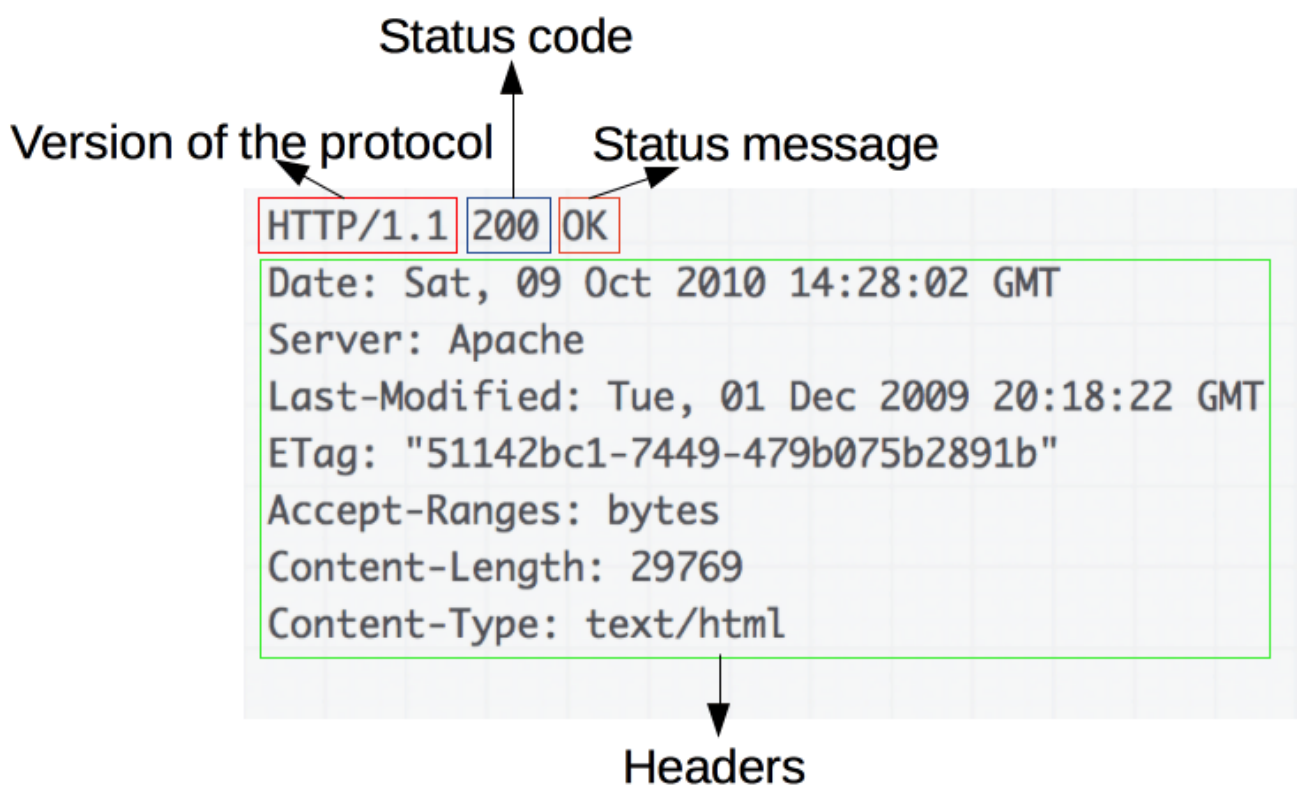 Status code
Version of the protocol
Status message
HTTP/1.1 200 OK
Date: Sat, 09 Oct 2010 14:28:02 GMT
Server: Apache
Last-Modified: Tue, 01 Dec 2009 20:18:22 GMT
ETag: "51142bc1-7449-479b075b2891b"
Accept-Ranges: bytes
Content-Length: 29769
Content-Type: text/html
Headers